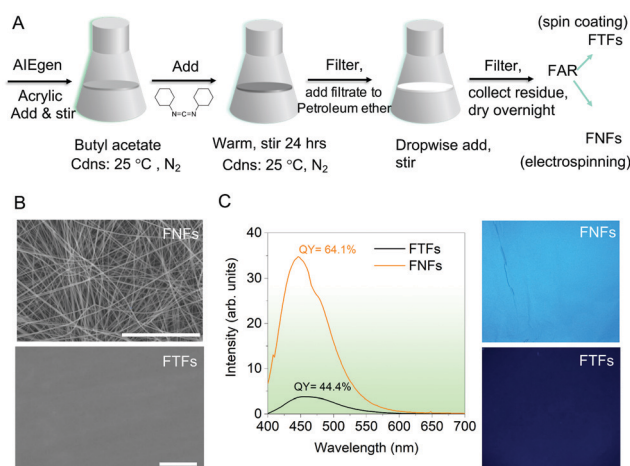 A
AIEgen
Acrylic
Add & stir
Butyl acetate
Cdns: 25 °C , N2
Add
N=C=N
Warm, stir 24 hrs
Cdns: 25 °C, N2
Filter,
add filtrate to
Petroleum ether
Dropwise add,
stir
Filter,
collect residue,
dry overnight
(spin coating)
FTFs
FAR
FNFs
(electrospinning)
B
FNFs
FTFs
C
Intensity (arb. units)
40
35
30
25
20
15
10
5
0
QY= 64.1%
FTFs
FNFs
QY= 44.4%
400 450 500 550 600 650 700
Wavelength (nm)
FNFs
FTFs